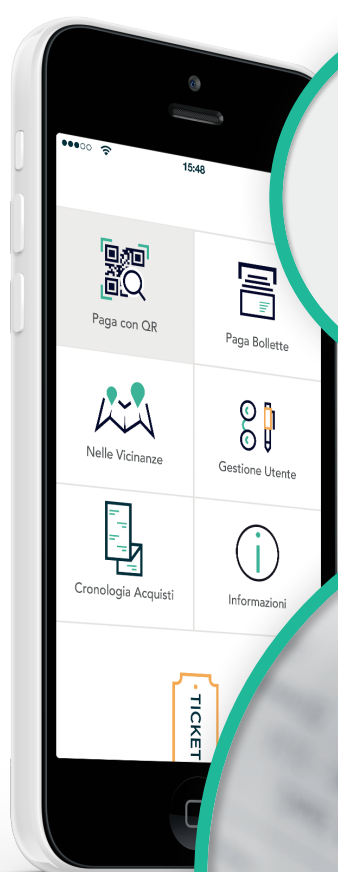 15:48
Paga con QR
Paga Bollette
Nelle Vicinanze
Gestione Utente
Cronologia Acquisti
Informazioni
TICKET